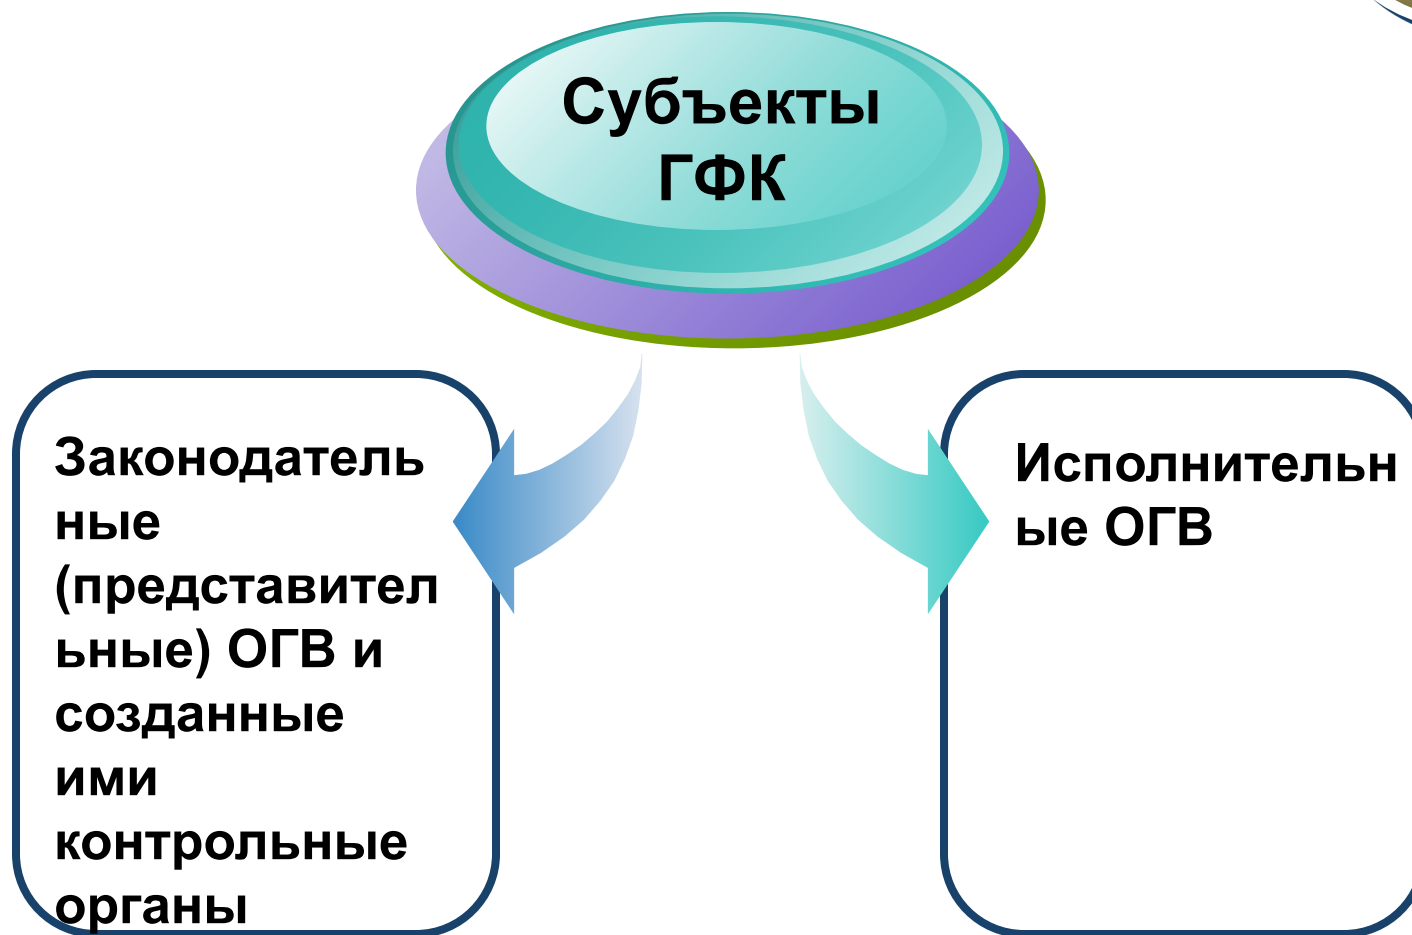 Субъекты
ГФК
Законодатель
ные
(представител
ьные) ОГВ и
созданные
ими
контрольные
органы
Исполнительн
ые ОГВ